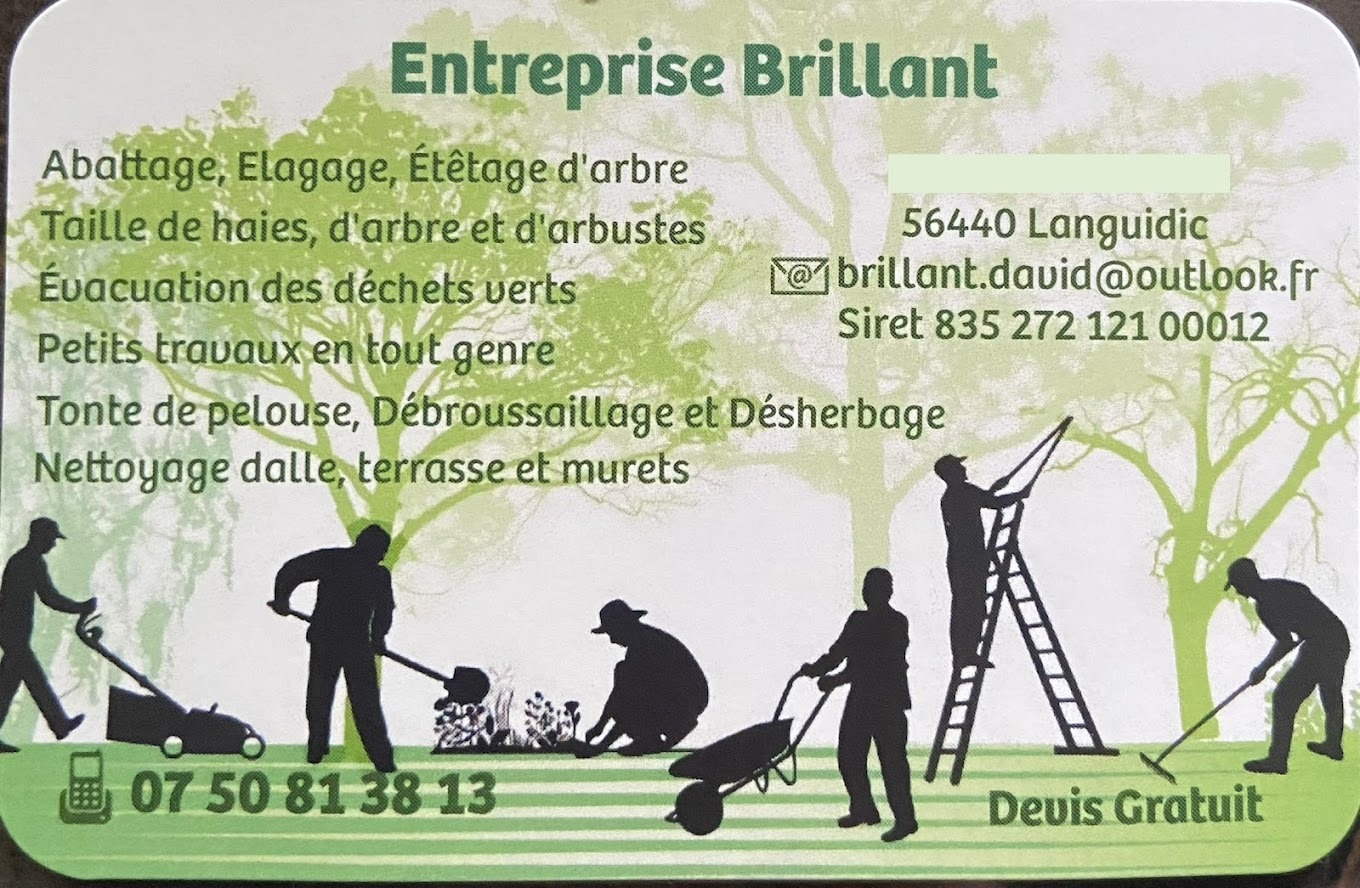 Entreprise Brillant
Abattage, Elagage, Étêtage d'arbre
Taille de haies, d'arbre et d'arbustes
Évacuation des déchets verts
Petits travaux en tout genre
Tonte de pelouse, Débroussaillage et Désherbage
Nettoyage dalle, terrasse et murets
56440 Languidic
@ brillant.david@outlook.fr
Siret 835 272 121 00012
07 50 81 38 13
Devis Gratuit